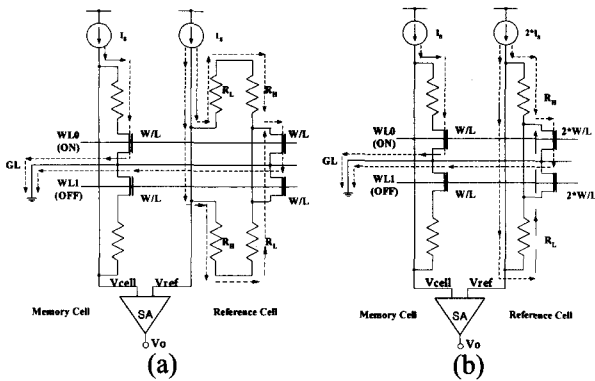 Is
Is
RL
RH
W/L
W/L
WL0
(ON)
GL
WL1
(OFF)
W/L
W/L
RH
RL
Vcell
Vref
Memory Cell
SA
Reference Cell
Vo
(a)
Is
2*Is
RH
WL0
(ON)
W/L
2*W/L
GL
WL1
(OFF)
W/L
2*W/L
RL
Vcell
Vref
Memory Cell
SA
Reference Cell
Vo
(b)